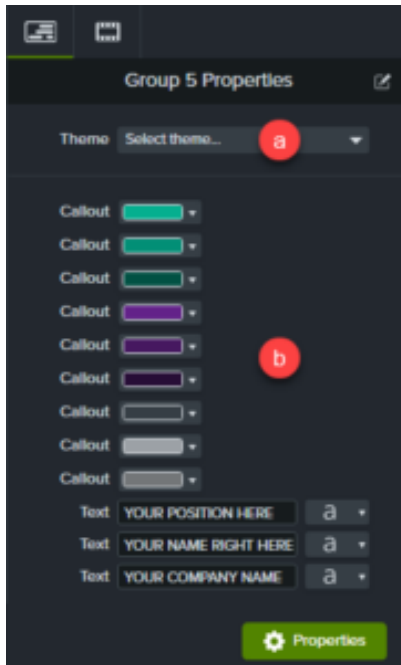 Group 5 Properties
Theme Select theme... a
Callout
Callout
Callout
Callout
Callout
b
Callout
Callout
Callout
Callout
Text YOUR POSITION HERE a
Text YOUR NAME RIGHT HERE a
Text YOUR COMPANY NAME a
Properties